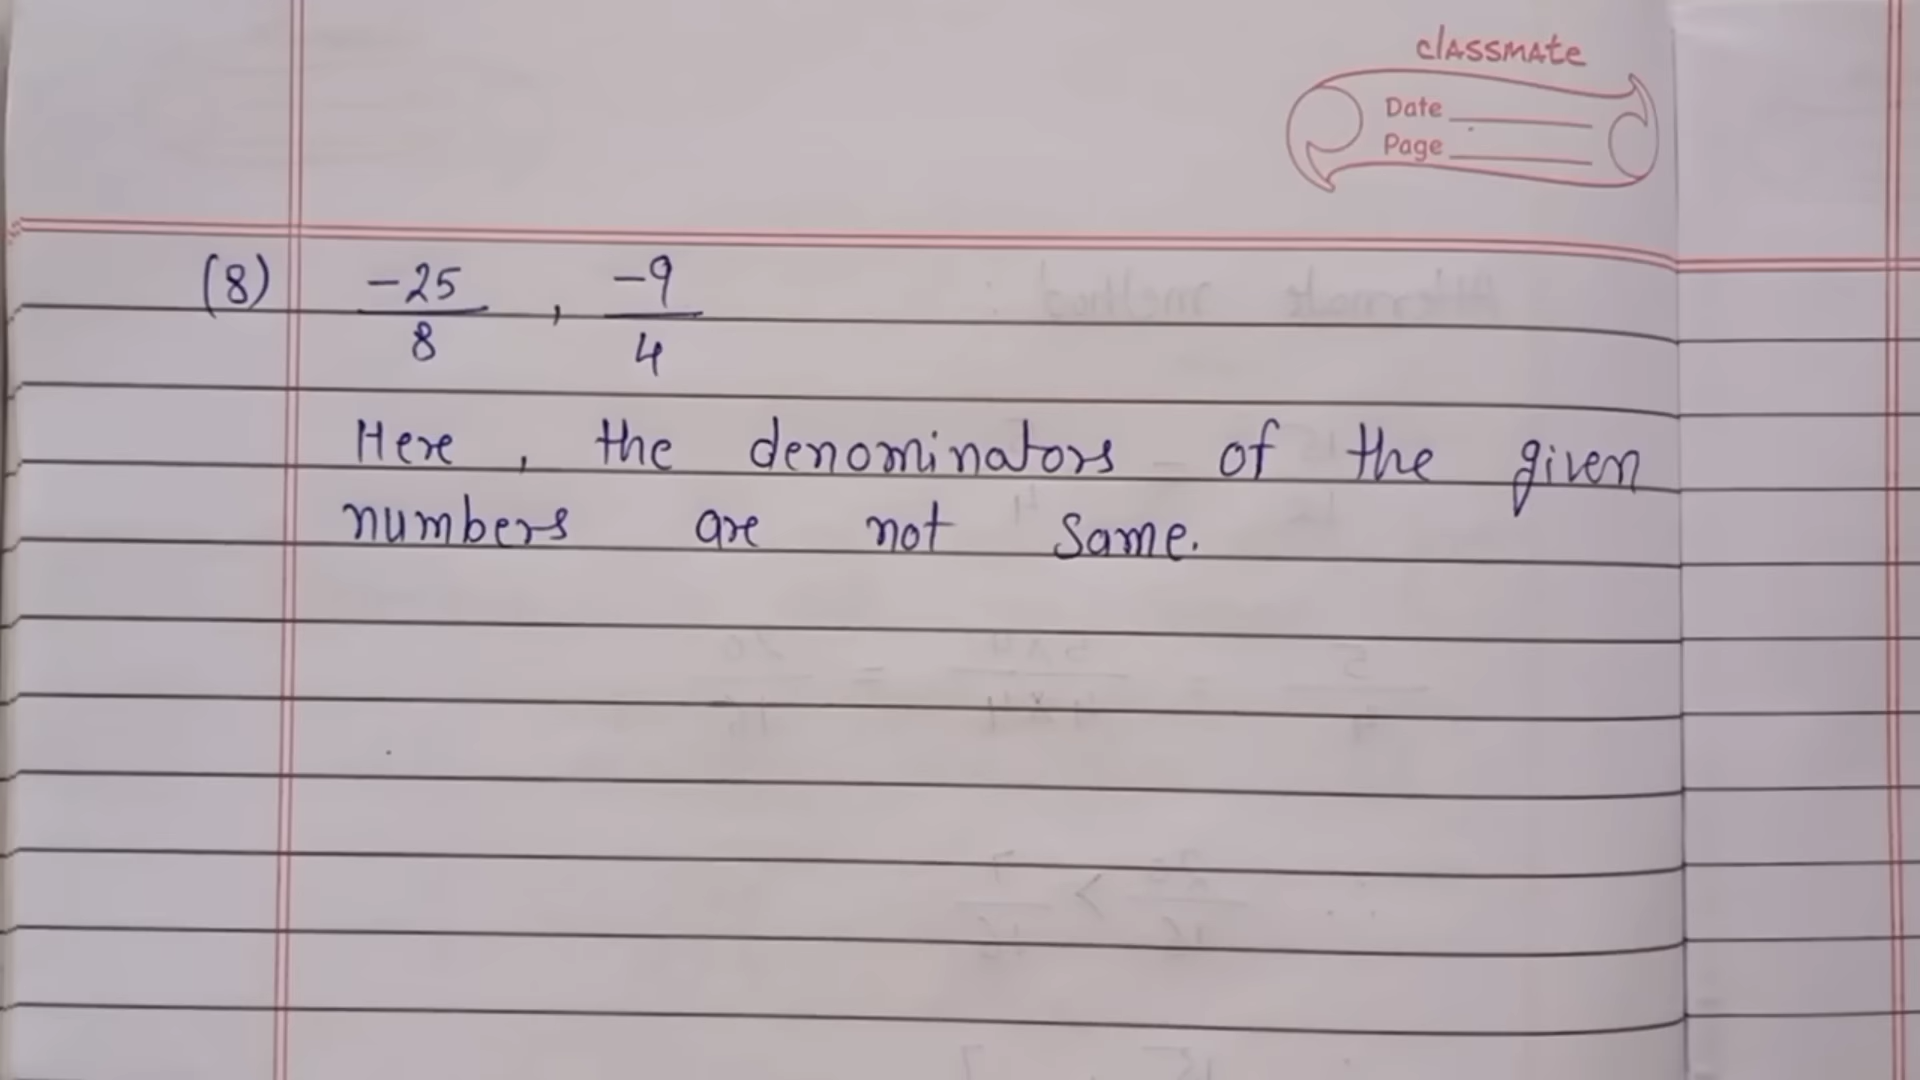 classmate
Date
Page
(8) -25/8 , -9/4
Here , the denominators of the given
numbers are not same.